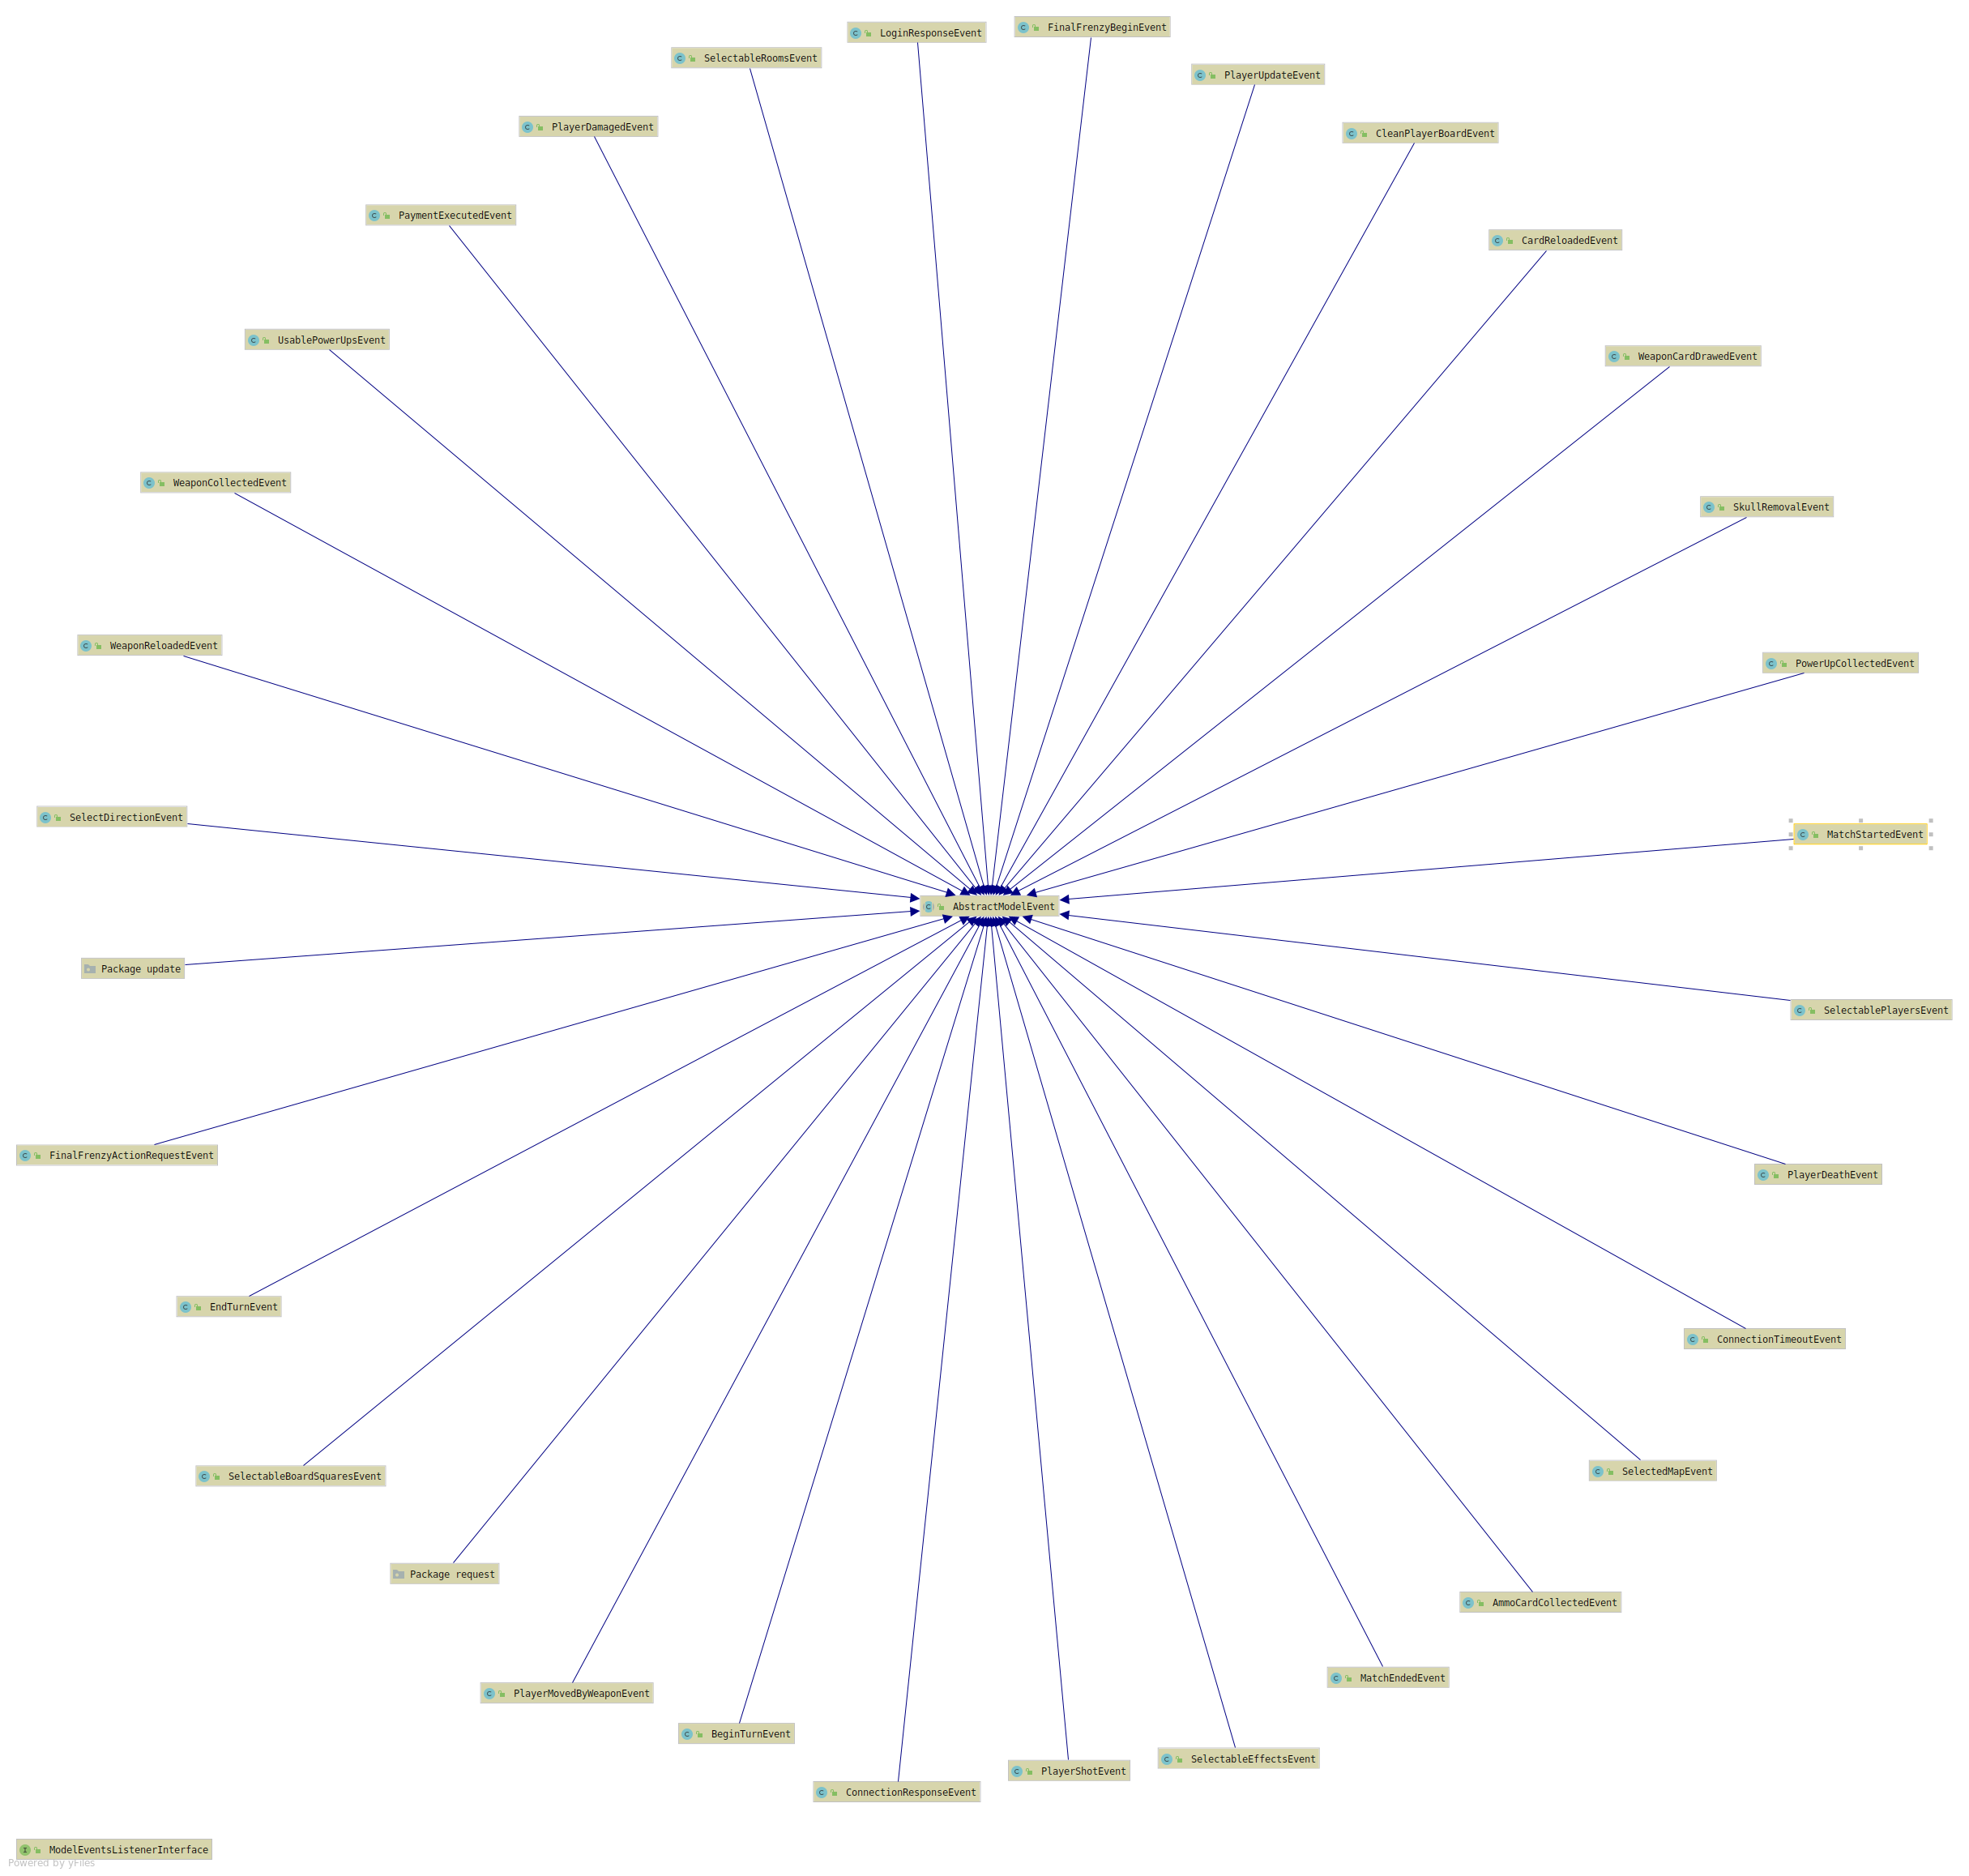 FinalFrenzyBeginEvent
LoginResponseEvent
SelectableRoomsEvent
PlayerUpdateEvent
PlayerDamagedEvent
CleanPlayerBoardEvent
PaymentExecutedEvent
CardReloadedEvent
UsablePowerUpsEvent
WeaponCardDrawedEvent
WeaponCollectedEvent
SkullRemovalEvent
WeaponReloadedEvent
PowerUpCollectedEvent
SelectDirectionEvent
MatchStartedEvent
AbstractModelEvent
Package update
SelectablePlayersEvent
FinalFrenzyActionRequestEvent
PlayerDeathEvent
EndTurnEvent
ConnectionTimeoutEvent
SelectedMapEvent
SelectableBoardSquaresEvent
Package request
AmmoCardCollectedEvent
MatchEndedEvent
PlayerMovedByWeaponEvent
BeginTurnEvent
SelectableEffectsEvent
PlayerShotEvent
ConnectionResponseEvent
ModelEventsListenerInterface
Powered by yFiles